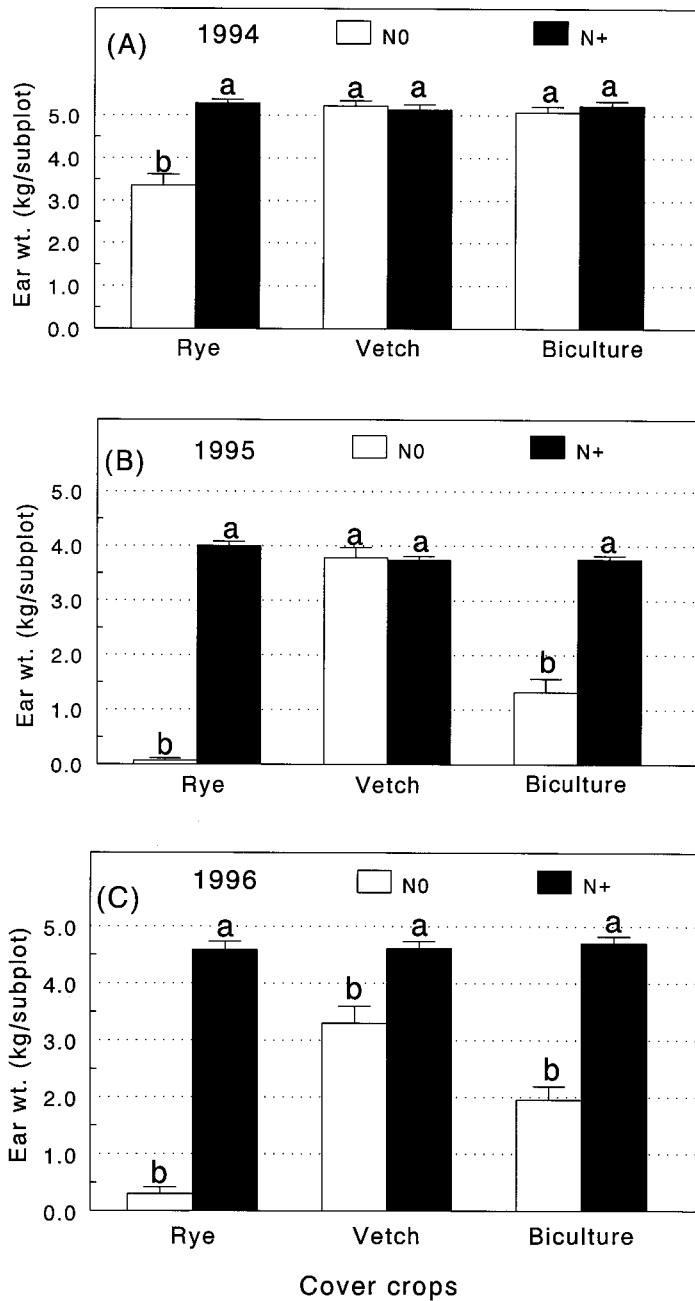 (A) 1994 N0 N+
Ear wt. (kg/subplot)
5.0
4.0
3.0
2.0
1.0
0.0
b a a a a a
Rye Vetch Biculture
(B) 1995 N0 N+
Ear wt. (kg/subplot)
5.0
4.0
3.0
2.0
1.0
0.0
b a a a b a
Rye Vetch Biculture
(C) 1996 N0 N+
Ear wt. (kg/subplot)
5.0
4.0
3.0
2.0
1.0
0.0
b a b a b a
Rye Vetch Biculture
Cover crops